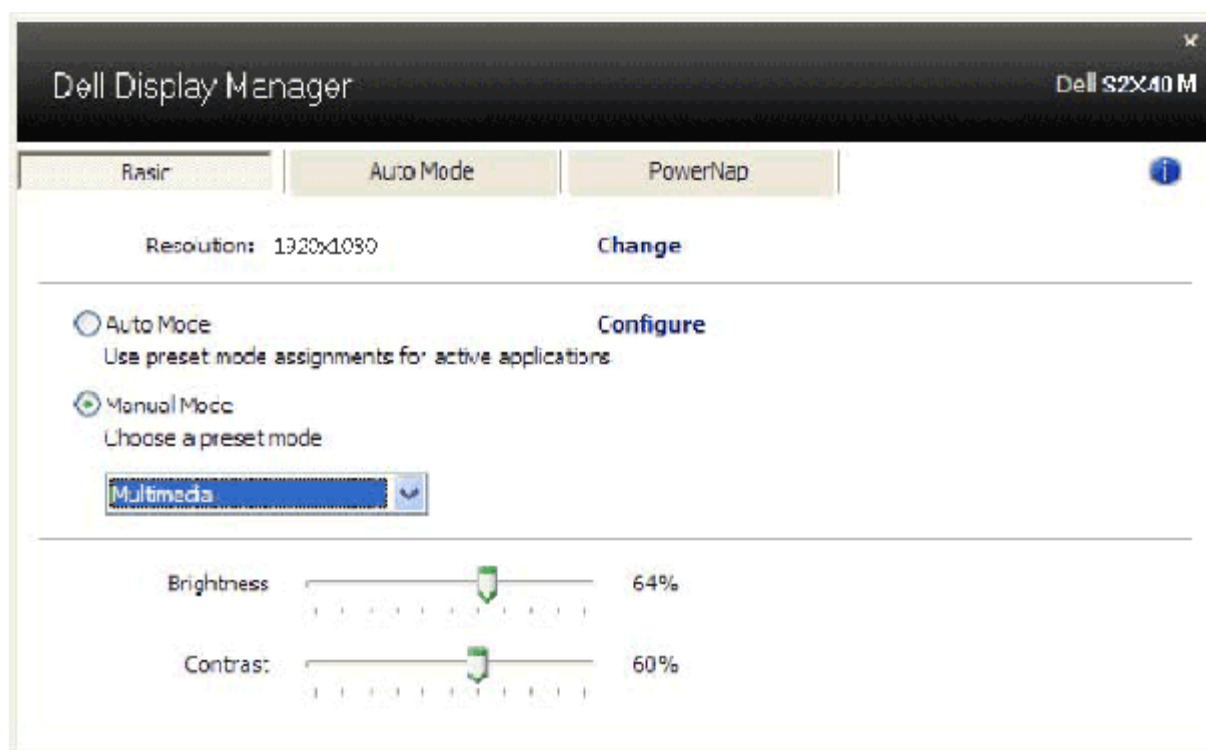 Dell Display Manager
Dell S2X40 M
Basic
Auto Mode
PowerNap
Resolution: 1920x1080
Change
Auto Mode
Configure
Use preset mode assignments for active applications
Manual Mode
Choose a preset mode
Multimedia
Brightness
64%
Contrast
60%